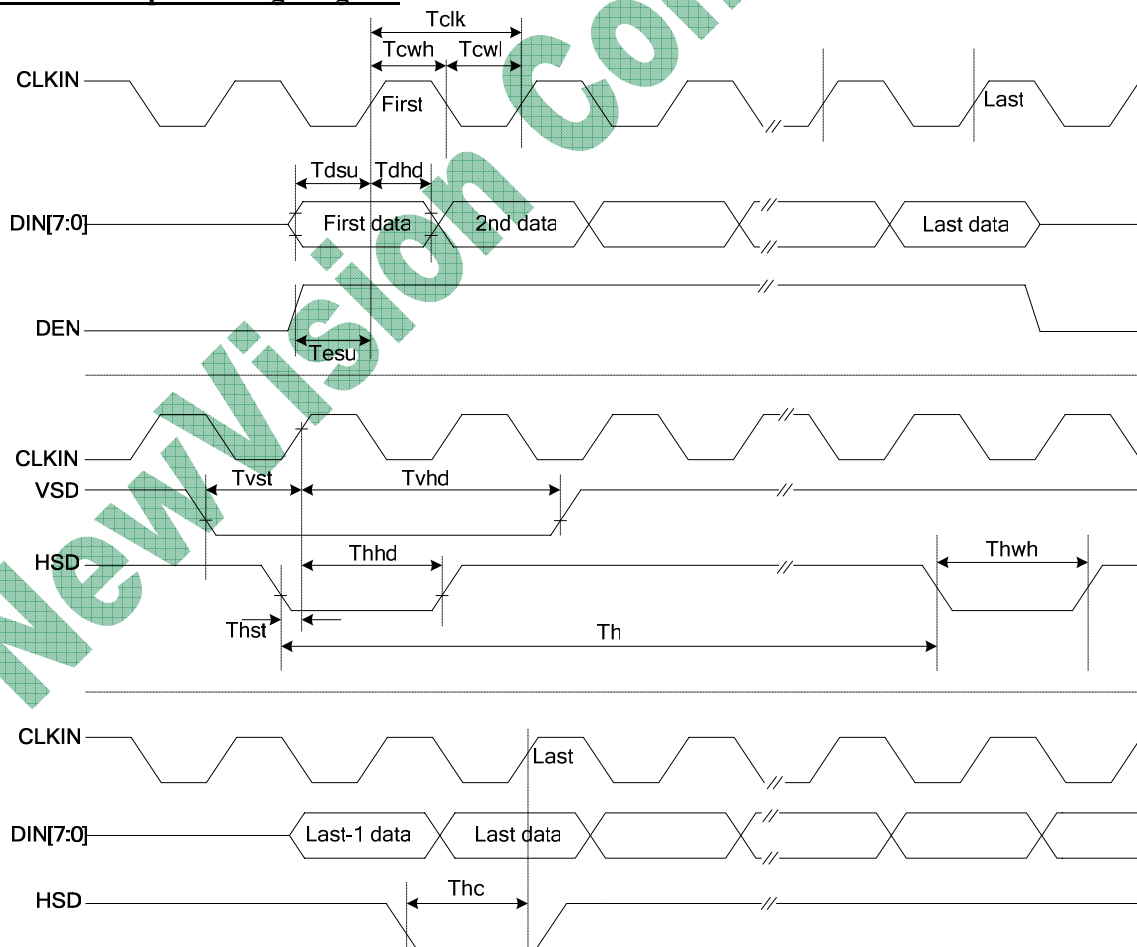 Tclk
Tcwh Tcwl
CLKIN
First
Last
Tdsu Tdhd
DIN[7:0]
First data
2nd data
Last data
DEN
Tesu
CLKIN
VSD
Tvst
Tvhd
HSD
Thhd
Thwh
Thst
Th
CLKIN
Last
DIN[7:0]
Last-1 data
Last data
HSD
Thc
NewVision